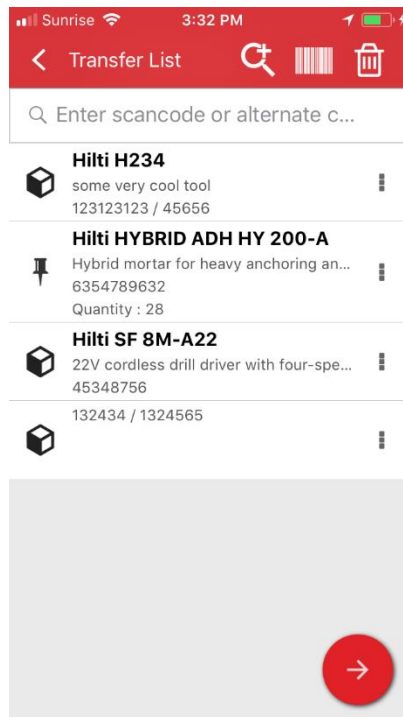 Sunrise 3:32 PM
Transfer List
Enter scancode or alternate c...
Hilti H234
some very cool tool
123123123 / 45656
Hilti HYBRID ADH HY 200-A
Hybrid mortar for heavy anchoring an...
6354789632
Quantity : 28
Hilti SF 8M-A22
22V cordless drill driver with four-spe...
45348756
132434 / 1324565